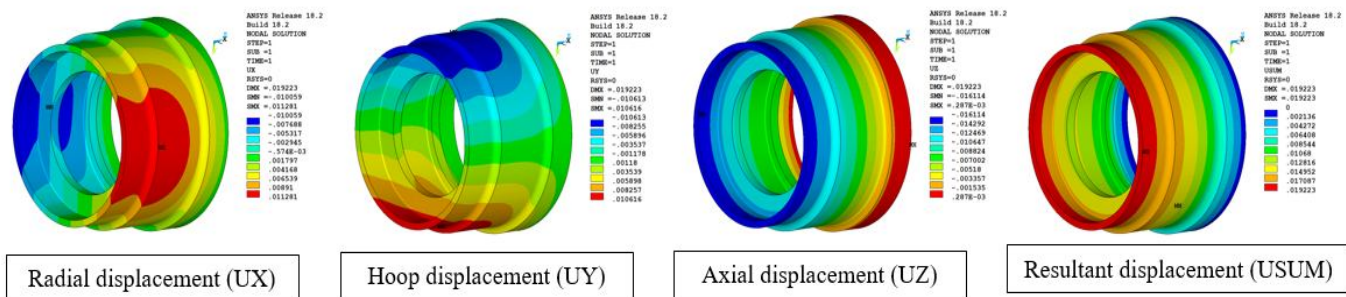 ANSYS Release 18.2
Build 18.2
NODAL SOLUTION
STEP=1
SUB =1
TIME=1
UX
RSYS=0
DMX =.019223
SMN =-.010059
SMX =.011281
-.010059
-.007688
-.005317
-.002945
-.574E-03
.001797
.004168
.006539
.00891
.011281
Radial displacement (UX)
ANSYS Release 18.2
Build 18.2
NODAL SOLUTION
STEP=1
SUB =1
TIME=1
UY
RSYS=0
DMX =.019223
SMN =-.010613
SMX =.010616
-.010613
-.008255
-.005896
-.003537
-.001178
.00118
.003539
.005898
.008257
.010616
Hoop displacement (UY)
ANSYS Release 18.2
Build 18.2
NODAL SOLUTION
STEP=1
SUB =1
TIME=1
UZ
RSYS=0
DMX =.019223
SMN =-.016114
SMX =.287E-03
-.016114
-.014292
-.012469
-.010647
-.008824
-.007002
-.00518
-.003357
-.001535
.287E-03
Axial displacement (UZ)
ANSYS Release 18.2
Build 18.2
NODAL SOLUTION
STEP=1
SUB =1
TIME=1
USUM
RSYS=0
DMX =.019223
SMX =.019223
0
.002136
.004272
.006408
.008544
.01068
.012816
.014952
.017087
.019223
Resultant displacement (USUM)